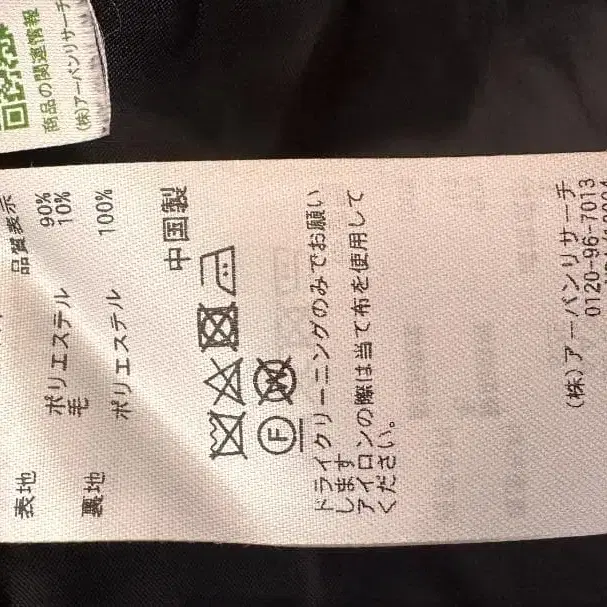 商品の関連情報
(株)アーバンリサーチ
品質表示
表地
ポリエステル 90%
毛 10%
裏地
ポリエステル 100%
中国製
F
ドライクリーニングのみでお願い
します
アイロンの際は当て布を使用して
ください。
(株)アーバンリサーチ
0120-96-7013